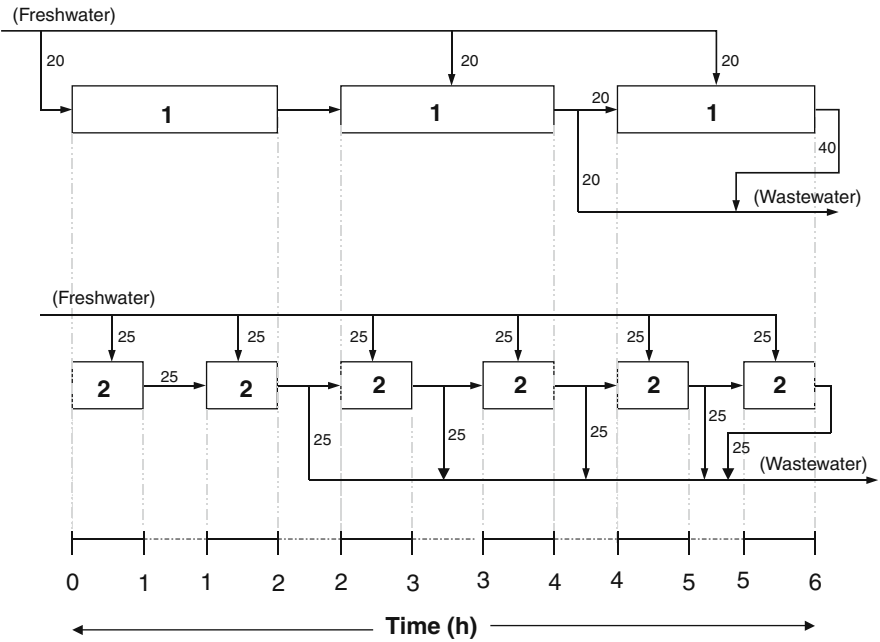 (Freshwater)
20 20 20
1 1 1
20
40
20
(Wastewater)
(Freshwater)
25 25 25 25 25 25
2 25 2 2 2 2 2
25 25 25 25 25
(Wastewater)
0 1 1 2 2 3 3 4 4 5 5 6
Time (h)